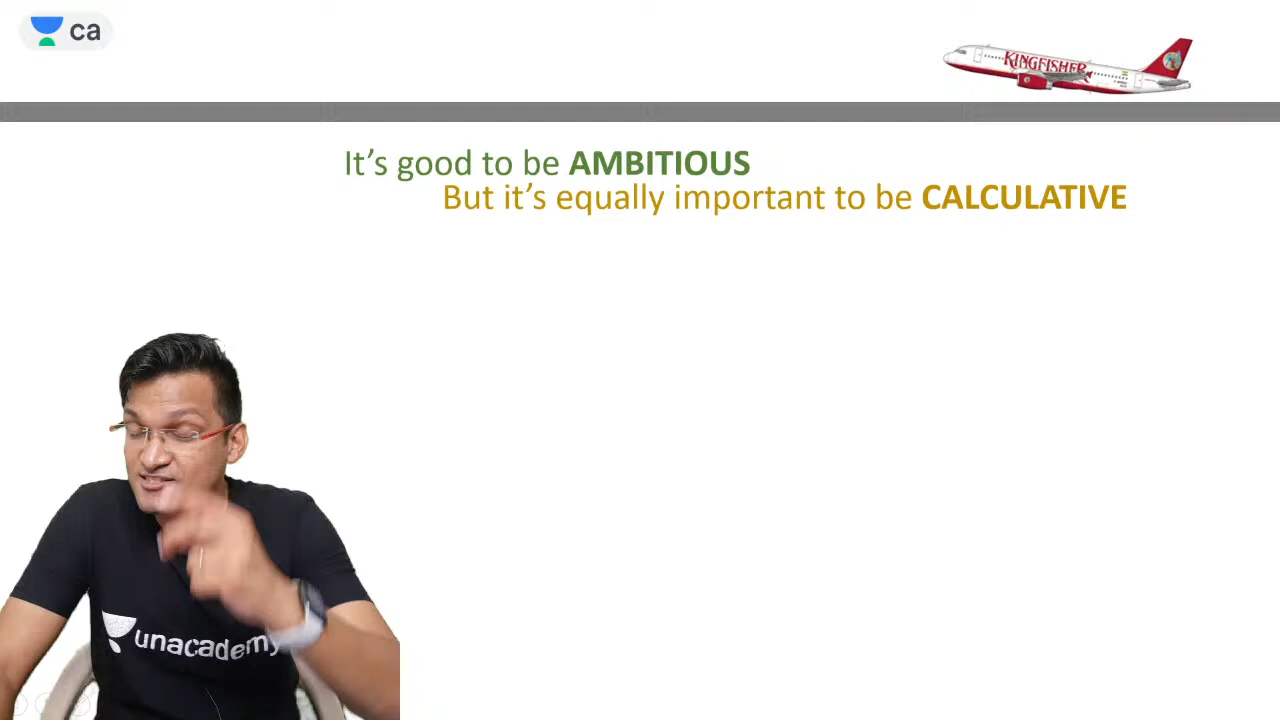 ca
KINGFISHER
It’s good to be AMBITIOUS
But it’s equally important to be CALCULATIVE
unacademy